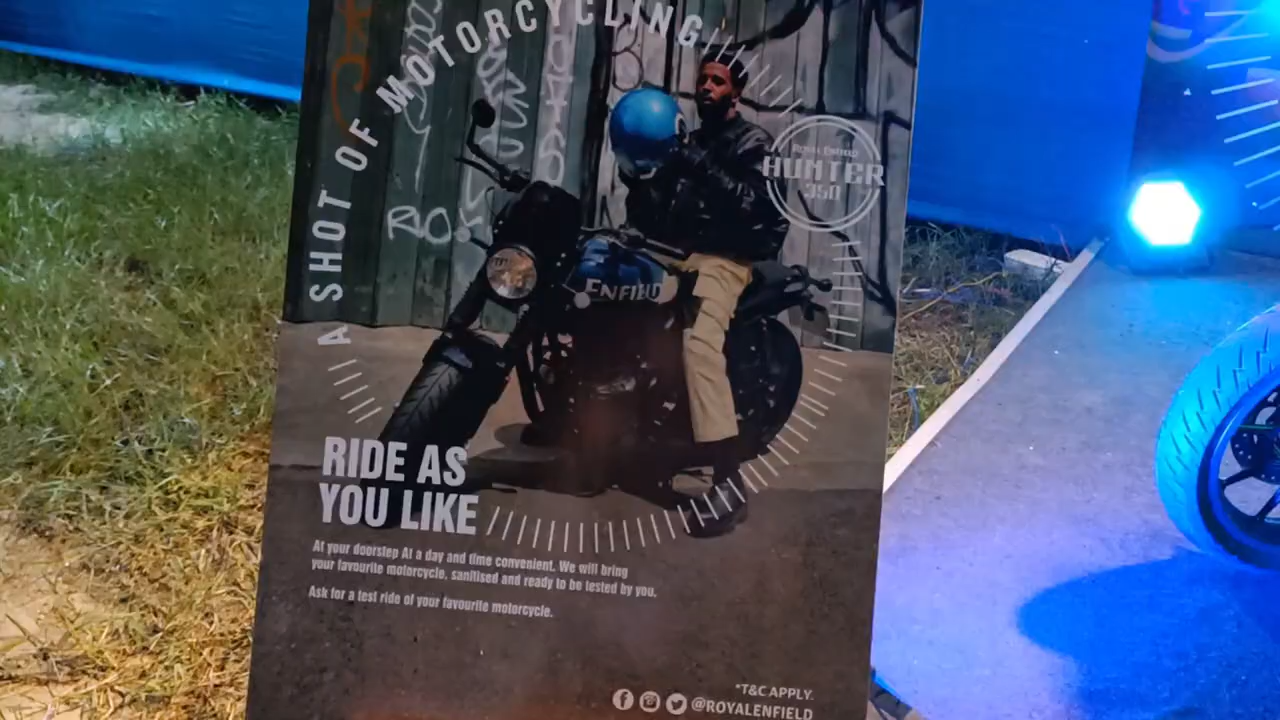 A SHOT OF MOTORCYCLING
ROYAL ENFIELD
HUNTER
350
ENFIELD
RIDE AS
YOU LIKE
At your doorstep At a day and time convenient. We will bring
your favourite motorcycle, sanitised and ready to be tested by you.
Ask for a test ride of your favourite motorcycle.
*T&C APPLY.
@ROYALENFIELD